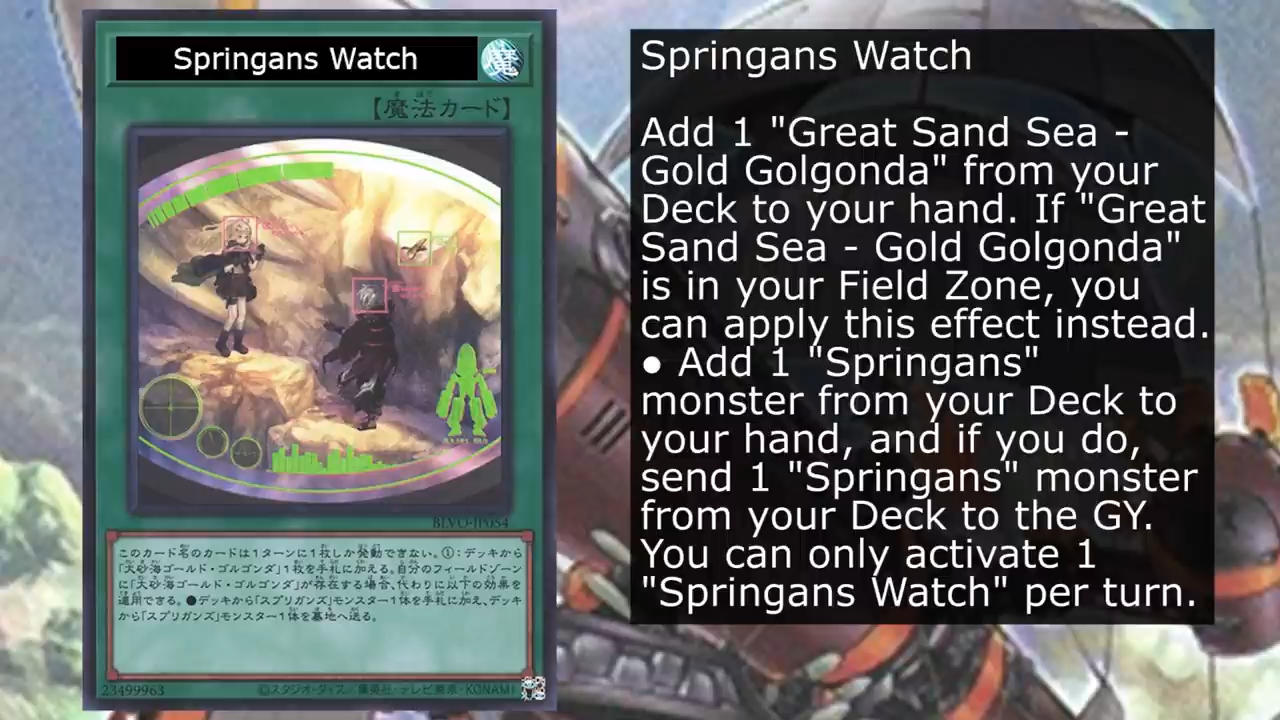 Springans Watch
魔
【魔法カード】
BLVO-JP054
このカード名のカードは1ターンに1枚しか発動できない。①:デッキから
「大砂海ゴールド・ゴルゴンダ」1枚を手札に加える。自分のフィールドゾーン
に「大砂海ゴールド・ゴルゴンダ」が存在する場合、代わりに以下の効果を
適用できる。●デッキから「スプリガンズ」モンスター1体を手札に加え、デッキ
から「スプリガンズ」モンスター1体を墓地へ送る。
23499963
©スタジオ・ダイス/集英社・テレビ東京・KONAMI
Springans Watch
Add 1 "Great Sand Sea -
Gold Golgonda" from your
Deck to your hand. If "Great
Sand Sea - Gold Golgonda"
is in your Field Zone, you
can apply this effect instead.
● Add 1 "Springans"
monster from your Deck to
your hand, and if you do,
send 1 "Springans" monster
from your Deck to the GY.
You can only activate 1
"Springans Watch" per turn.